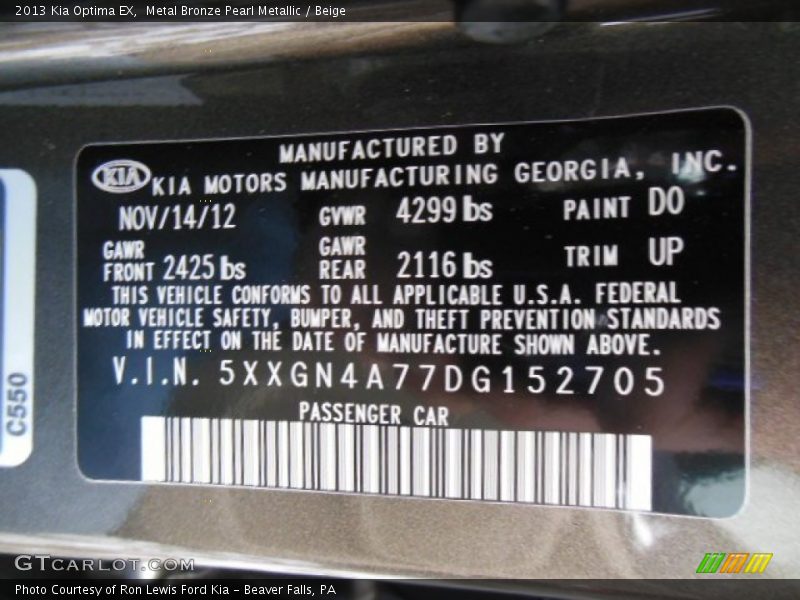 2013 Kia Optima EX,  Metal Bronze Pearl Metallic / Beige
MANUFACTURED BY
KIA KIA MOTORS MANUFACTURING GEORGIA, INC.
NOV/14/12 GVWR 4299 lbs PAINT D0
GAWR FRONT 2425 lbs GAWR REAR 2116 lbs TRIM UP
THIS VEHICLE CONFORMS TO ALL APPLICABLE U.S.A. FEDERAL
MOTOR VEHICLE SAFETY, BUMPER, AND THEFT PREVENTION STANDARDS
IN EFFECT ON THE DATE OF MANUFACTURE SHOWN ABOVE.
V.I.N. 5XXGN4A77DG152705
PASSENGER CAR
C550
GTCARLOT.COM
Photo Courtesy of Ron Lewis Ford Kia – Beaver Falls, PA